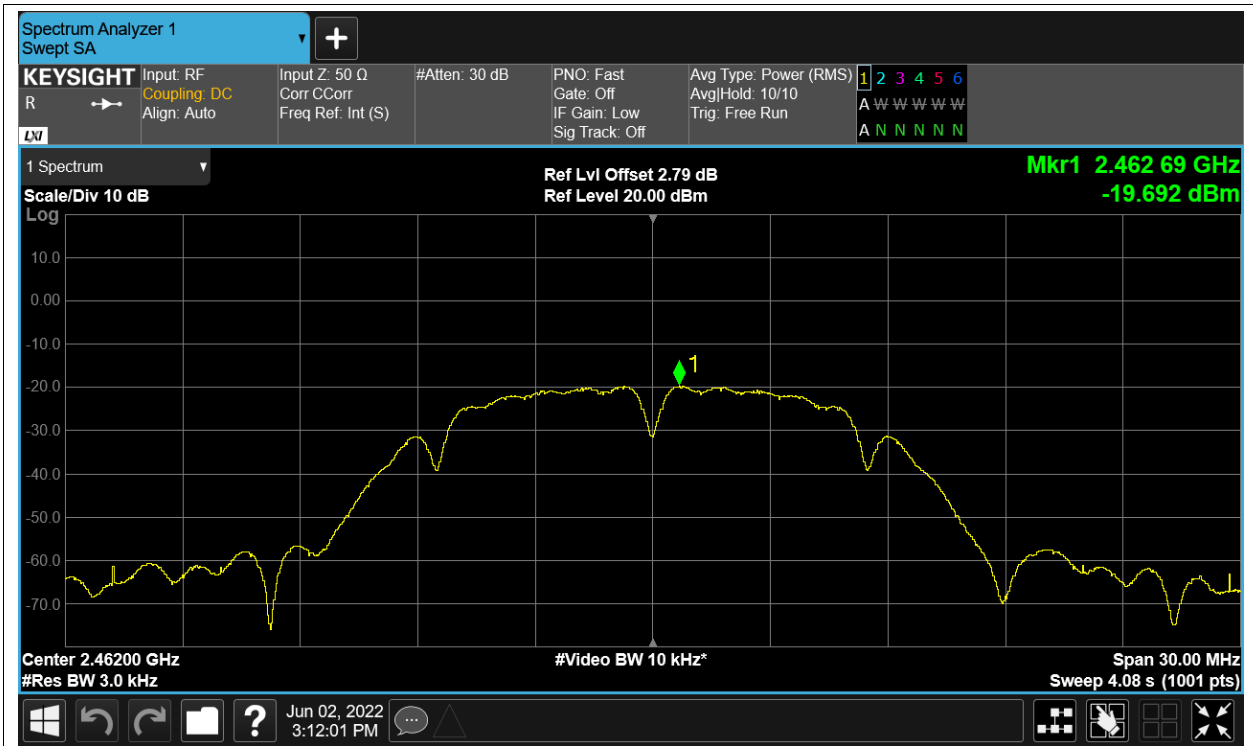 Spectrum Analyzer 1
Swept SA
+
KEYSIGHT
R
LXI
Input: RF
Coupling: DC
Align: Auto
Input Z: 50 Ω
Corr CCorr
Freq Ref: Int (S)
#Atten: 30 dB
PNO: Fast
Gate: Off
IF Gain: Low
Sig Track: Off
Avg Type: Power (RMS)
Avg|Hold: 10/10
Trig: Free Run
1 2 3 4 5 6
A W W W W W
A N N N N N
1 Spectrum
Scale/Div 10 dB
Log
Ref Lvl Offset 2.79 dB
Ref Level 20.00 dBm
Mkr1 2.462 69 GHz
-19.692 dBm
10.0
0.00
-10.0
-20.0
-30.0
-40.0
-50.0
-60.0
-70.0
1
Center 2.46200 GHz
#Video BW 10 kHz*
Span 30.00 MHz
#Res BW 3.0 kHz
Sweep 4.08 s (1001 pts)
?
Jun 02, 2022
3:12:01 PM